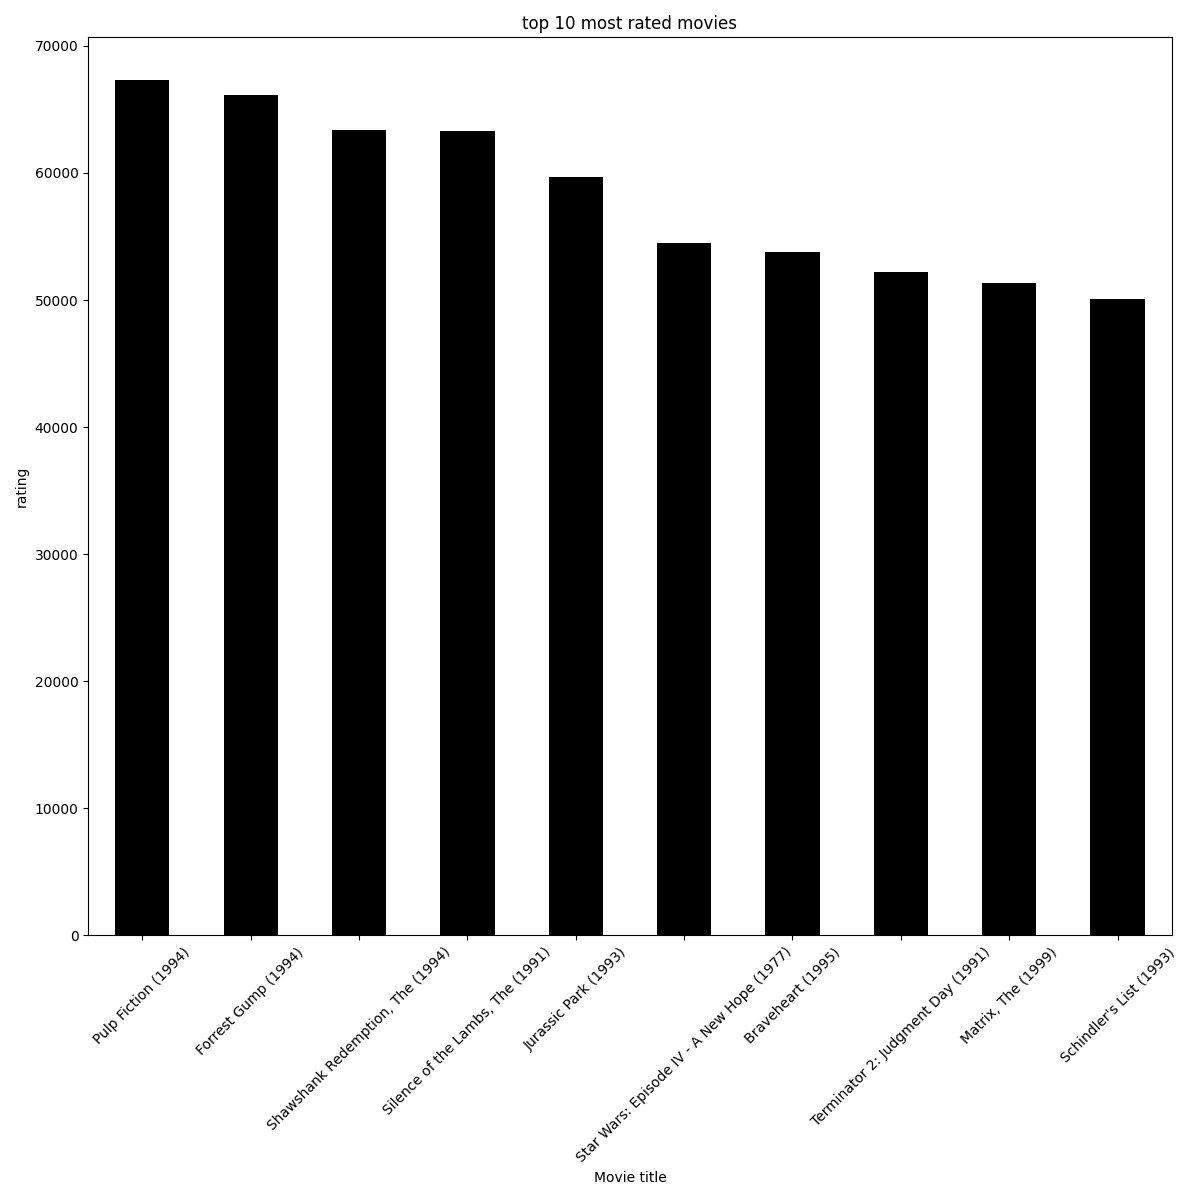 top 10 most rated movies
70000
60000
50000
40000
30000
20000
10000
0
rating
Pulp Fiction (1994)
Forrest Gump (1994)
Shawshank Redemption, The (1994)
Silence of the Lambs, The (1991)
Jurassic Park (1993)
Star Wars: Episode IV - A New Hope (1977)
Braveheart (1995)
Terminator 2: Judgment Day (1991)
Matrix, The (1999)
Schindler's List (1993)
Movie title